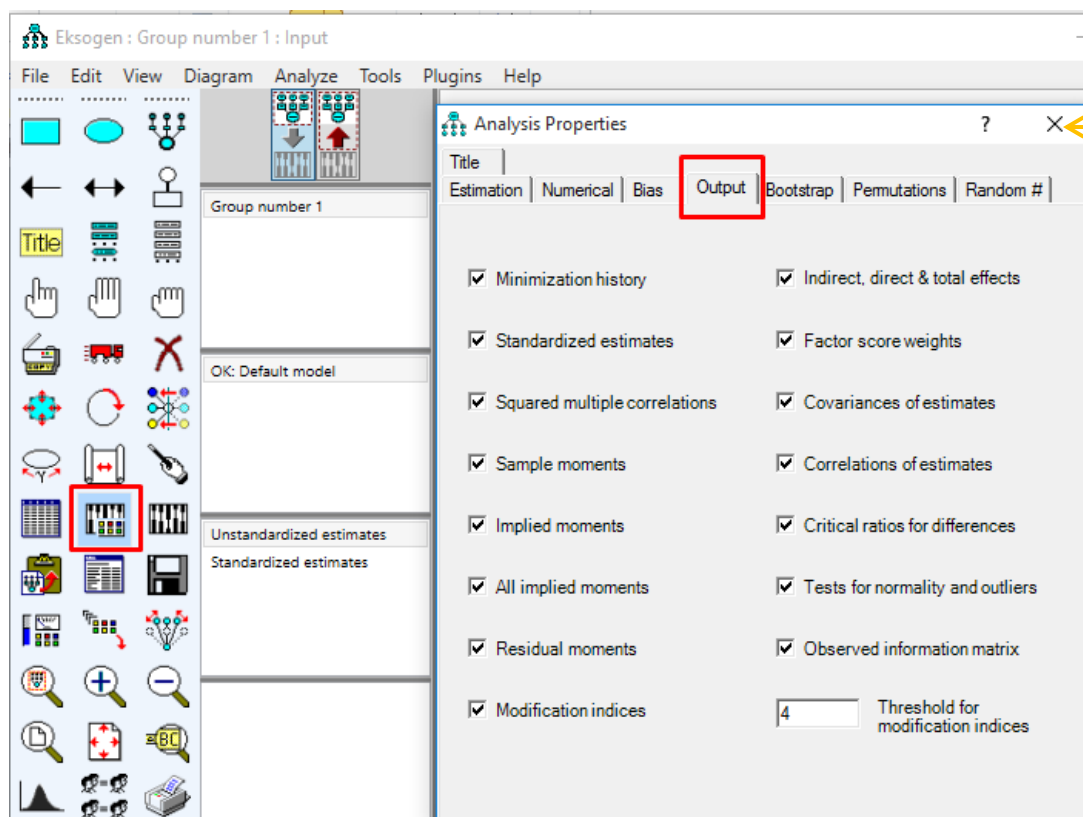 Eksogen : Group number 1 : Input
File Edit View Diagram Analyze Tools Plugins Help
Title
Group number 1
OK: Default model
Unstandardized estimates
Standardized estimates
Analysis Properties
?
Title
Estimation Numerical Bias Output Bootstrap Permutations Random #
Minimization history
Indirect, direct & total effects
Standardized estimates
Factor score weights
Squared multiple correlations
Covariances of estimates
Sample moments
Correlations of estimates
Implied moments
Critical ratios for differences
All implied moments
Tests for normality and outliers
Residual moments
Observed information matrix
Modification indices
4
Threshold for
modification indices